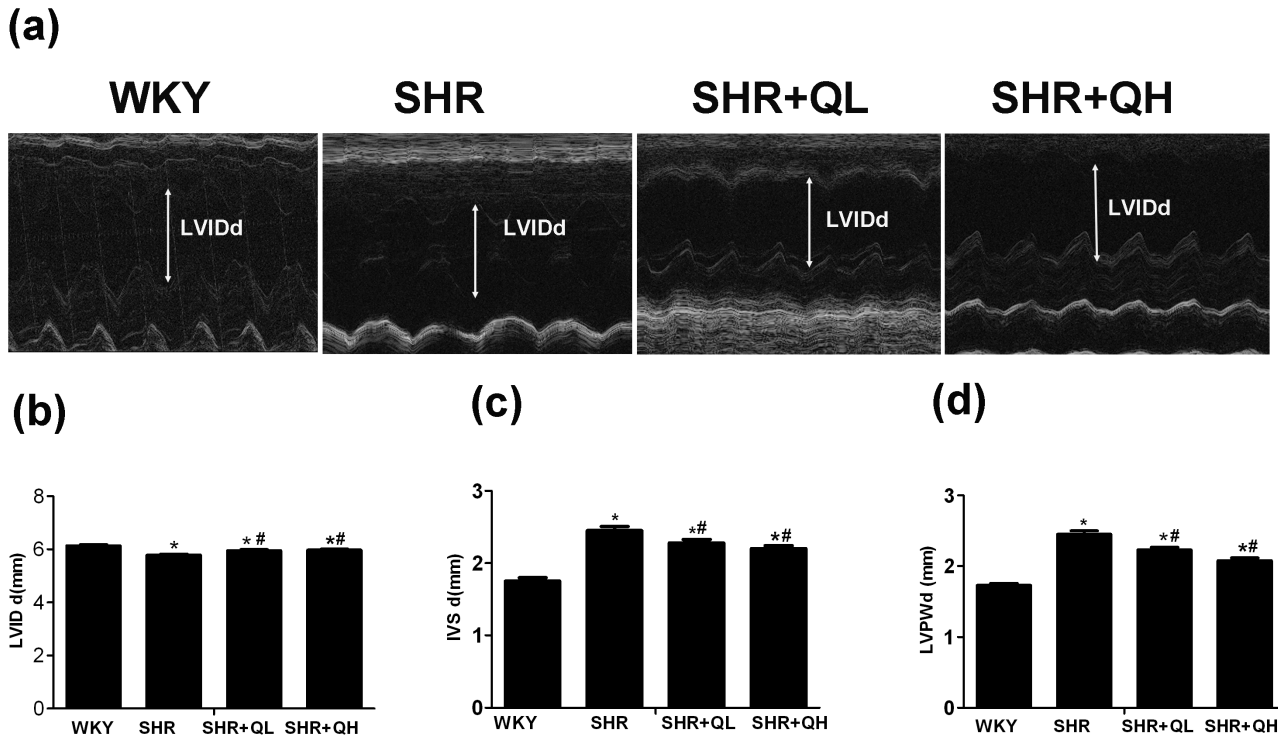 (a)
WKY
SHR
SHR+QL
SHR+QH
LVIDd
LVIDd
LVIDd
LVIDd
(b)
LVID d(mm)
8
6
4
2
0
*
* #
*#
WKY
SHR
SHR+QL
SHR+QH
(c)
IVS d(mm)
3
2
1
0
*
*#
*#
WKY
SHR
SHR+QL
SHR+QH
(d)
LVPWd (mm)
3
2
1
0
*
*#
*#
WKY
SHR
SHR+QL
SHR+QH